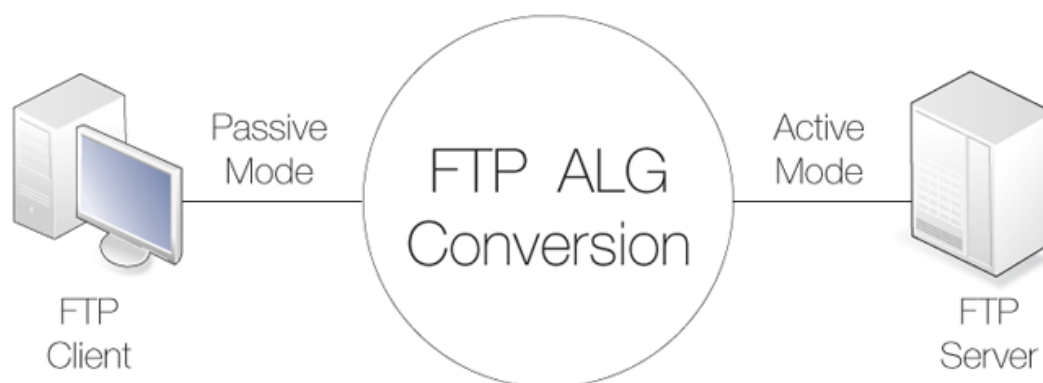 Passive
Mode
FTP ALG
Conversion
Active
Mode
FTP
Client
FTP
Server